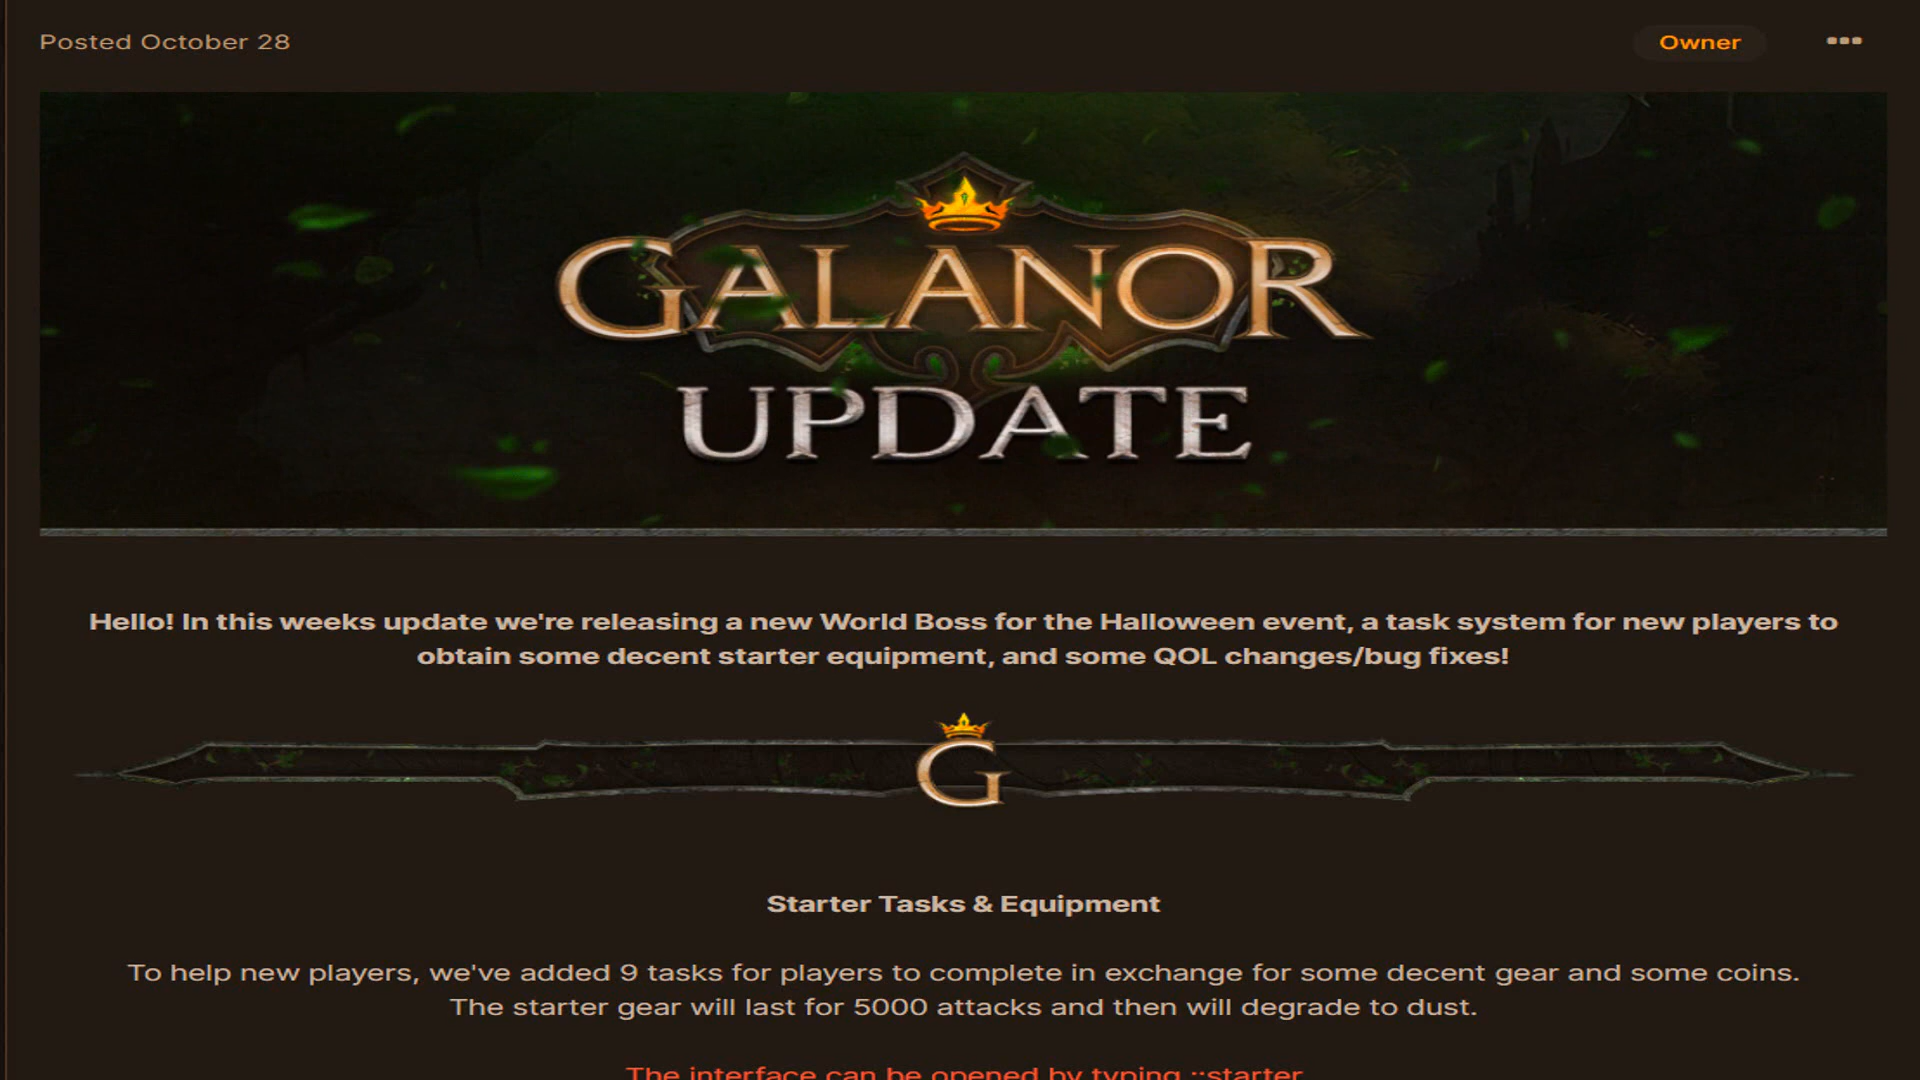 Posted October 28
Owner
GALANOR
UPDATE
Hello! In this weeks update we're releasing a new World Boss for the Halloween event, a task system for new players to
obtain some decent starter equipment, and some QOL changes/bug fixes!
G
Starter Tasks & Equipment
To help new players, we've added 9 tasks for players to complete in exchange for some decent gear and some coins.
The starter gear will last for 5000 attacks and then will degrade to dust.
The interface can be opened by typing ::starter